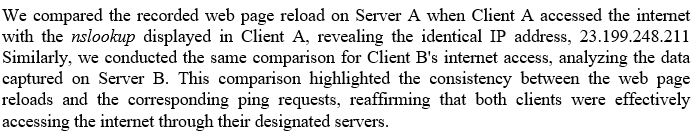 We compared the recorded web page reload on Server A when Client A accessed the internet
with the nslookup displayed in Client A, revealing the identical IP address, 23.199.248.211
Similarly, we conducted the same comparison for Client B's internet access, analyzing the data
captured on Server B. This comparison highlighted the consistency between the web page
reloads and the corresponding ping requests, reaffirming that both clients were effectively
accessing the internet through their designated servers.